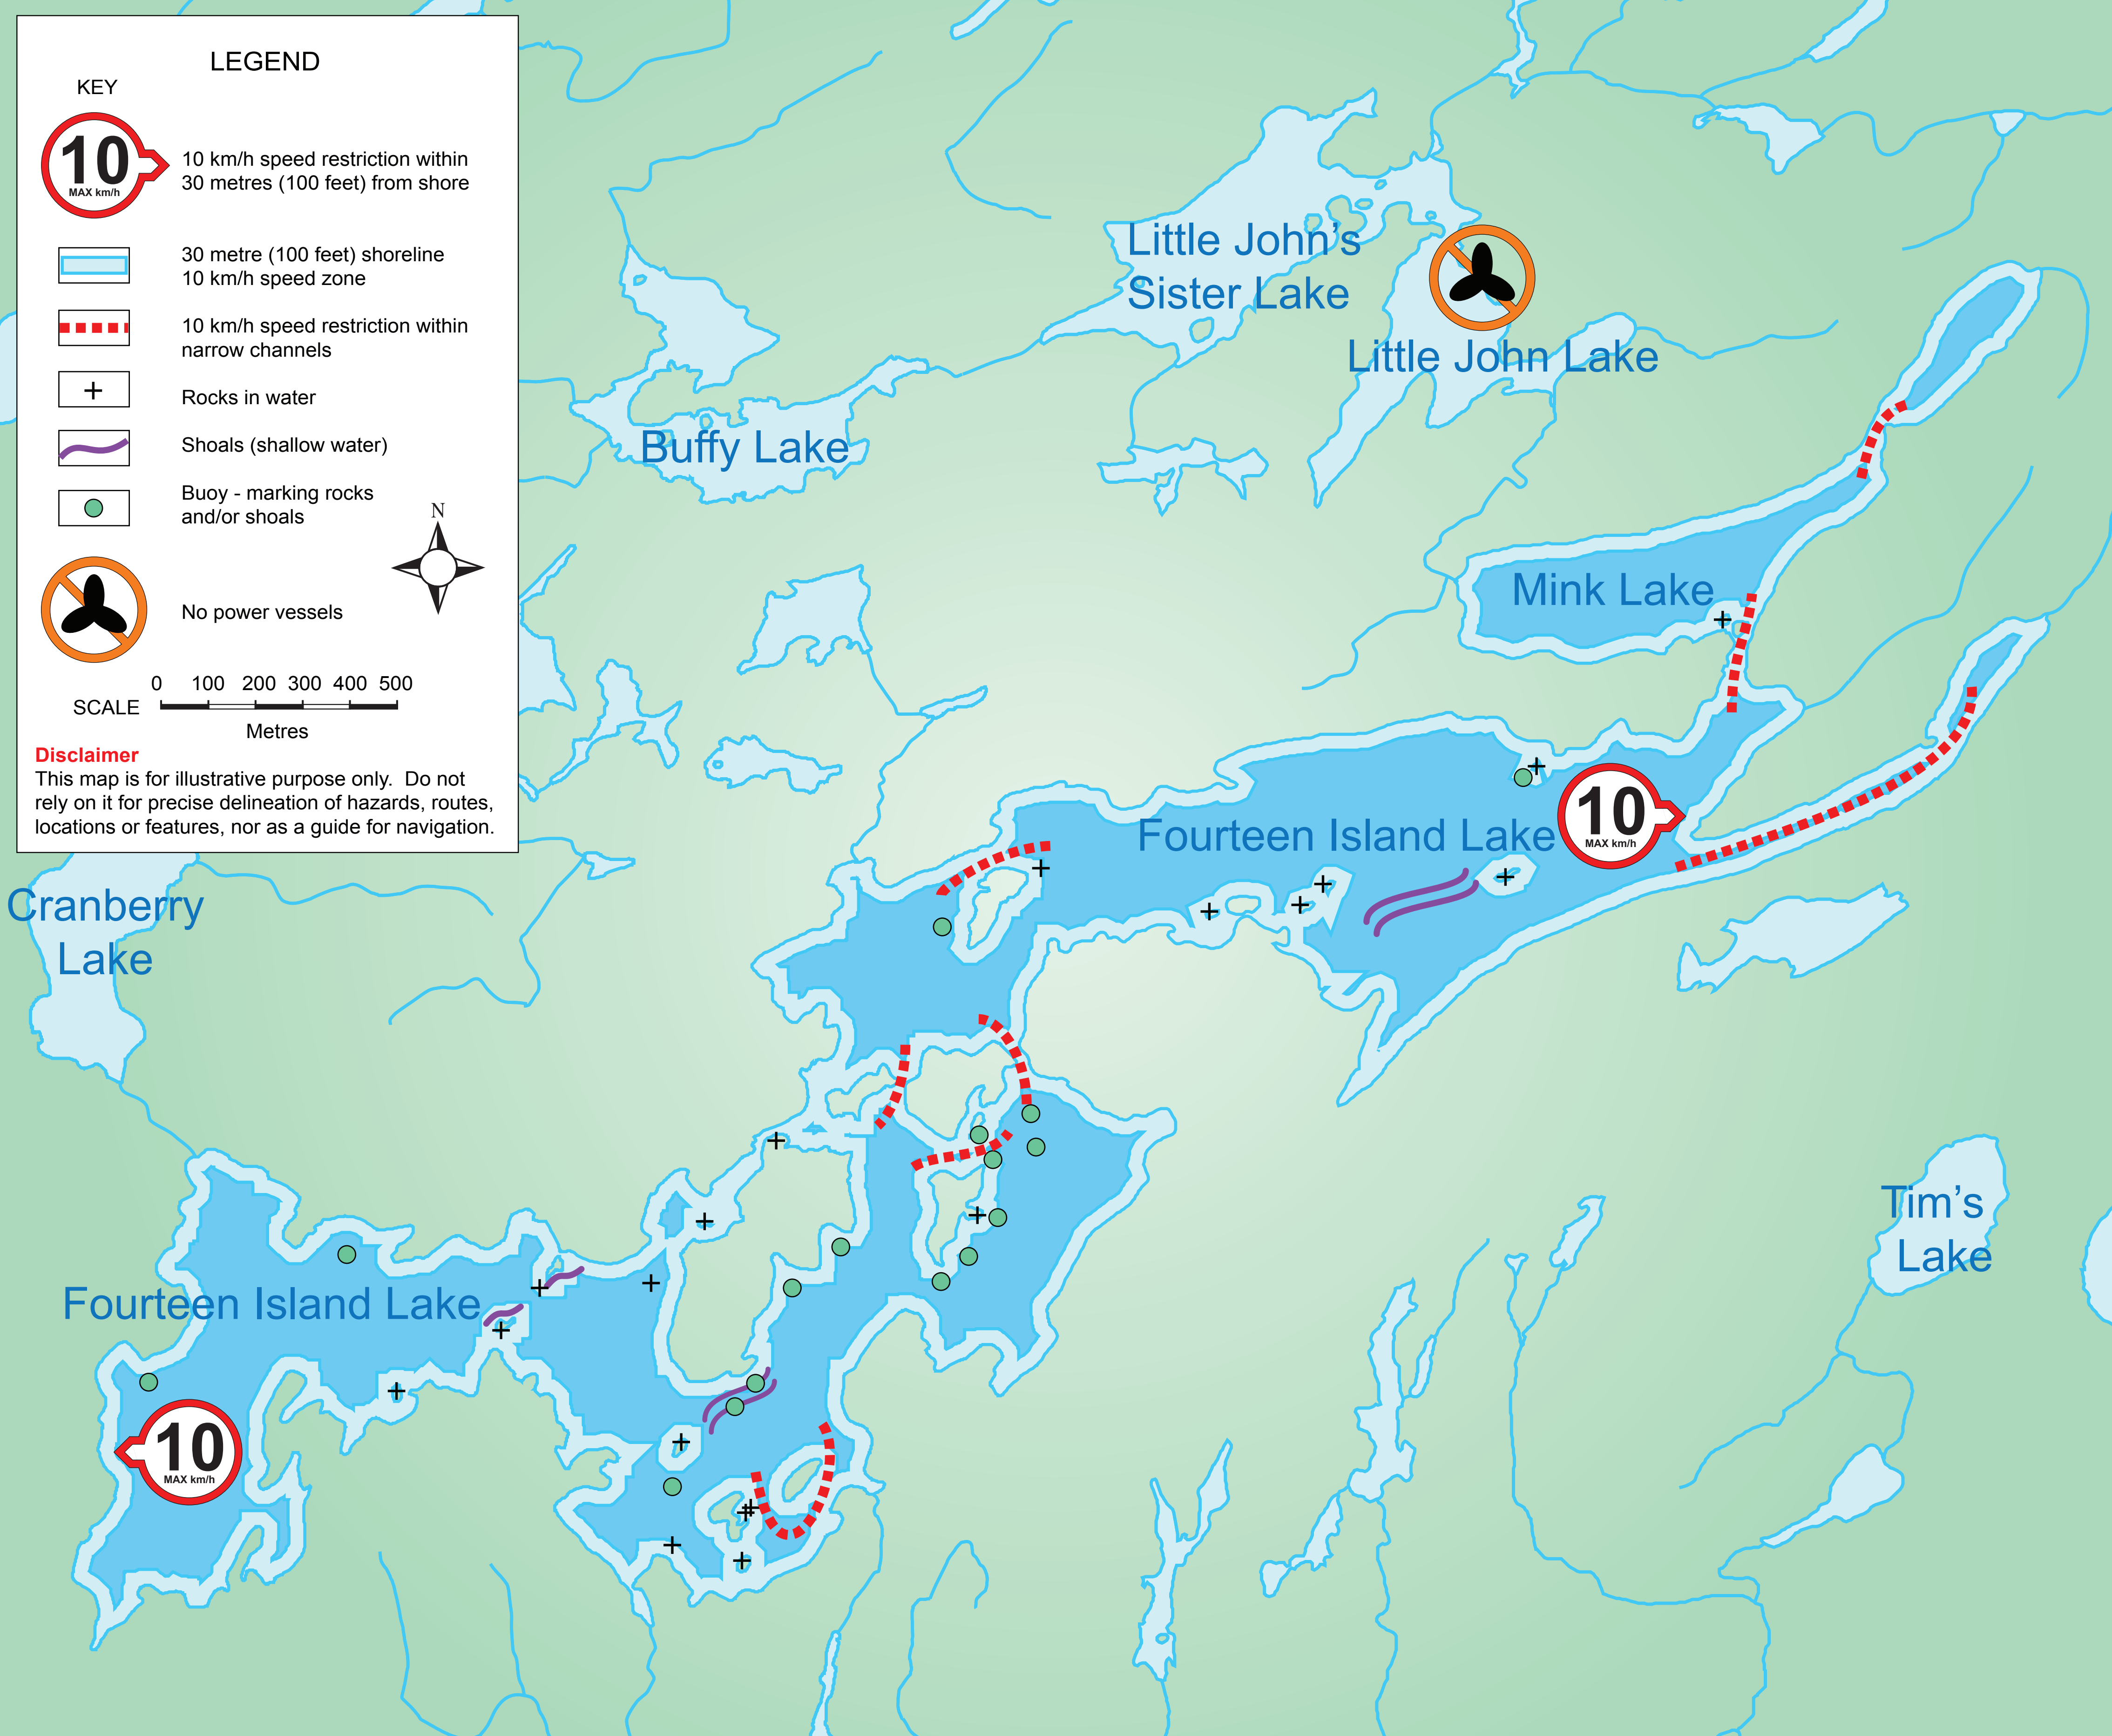 LEGEND
KEY
10
MAX km/h
10 km/h speed restriction within
30 metres (100 feet) from shore
30 metre (100 feet) shoreline
10 km/h speed zone
10 km/h speed restriction within
narrow channels
Rocks in water
Shoals (shallow water)
Buoy - marking rocks
and/or shoals
N
No power vessels
0 100 200 300 400 500
SCALE
Metres
Disclaimer
This map is for illustrative purpose only. Do not
rely on it for precise delineation of hazards, routes,
locations or features, nor as a guide for navigation.
Little John's
Sister Lake
Little John Lake
Buffy Lake
Mink Lake
Fourteen Island Lake
10
MAX km/h
Cranberry
Lake
Tim's
Lake
Fourteen Island Lake
10
MAX km/h